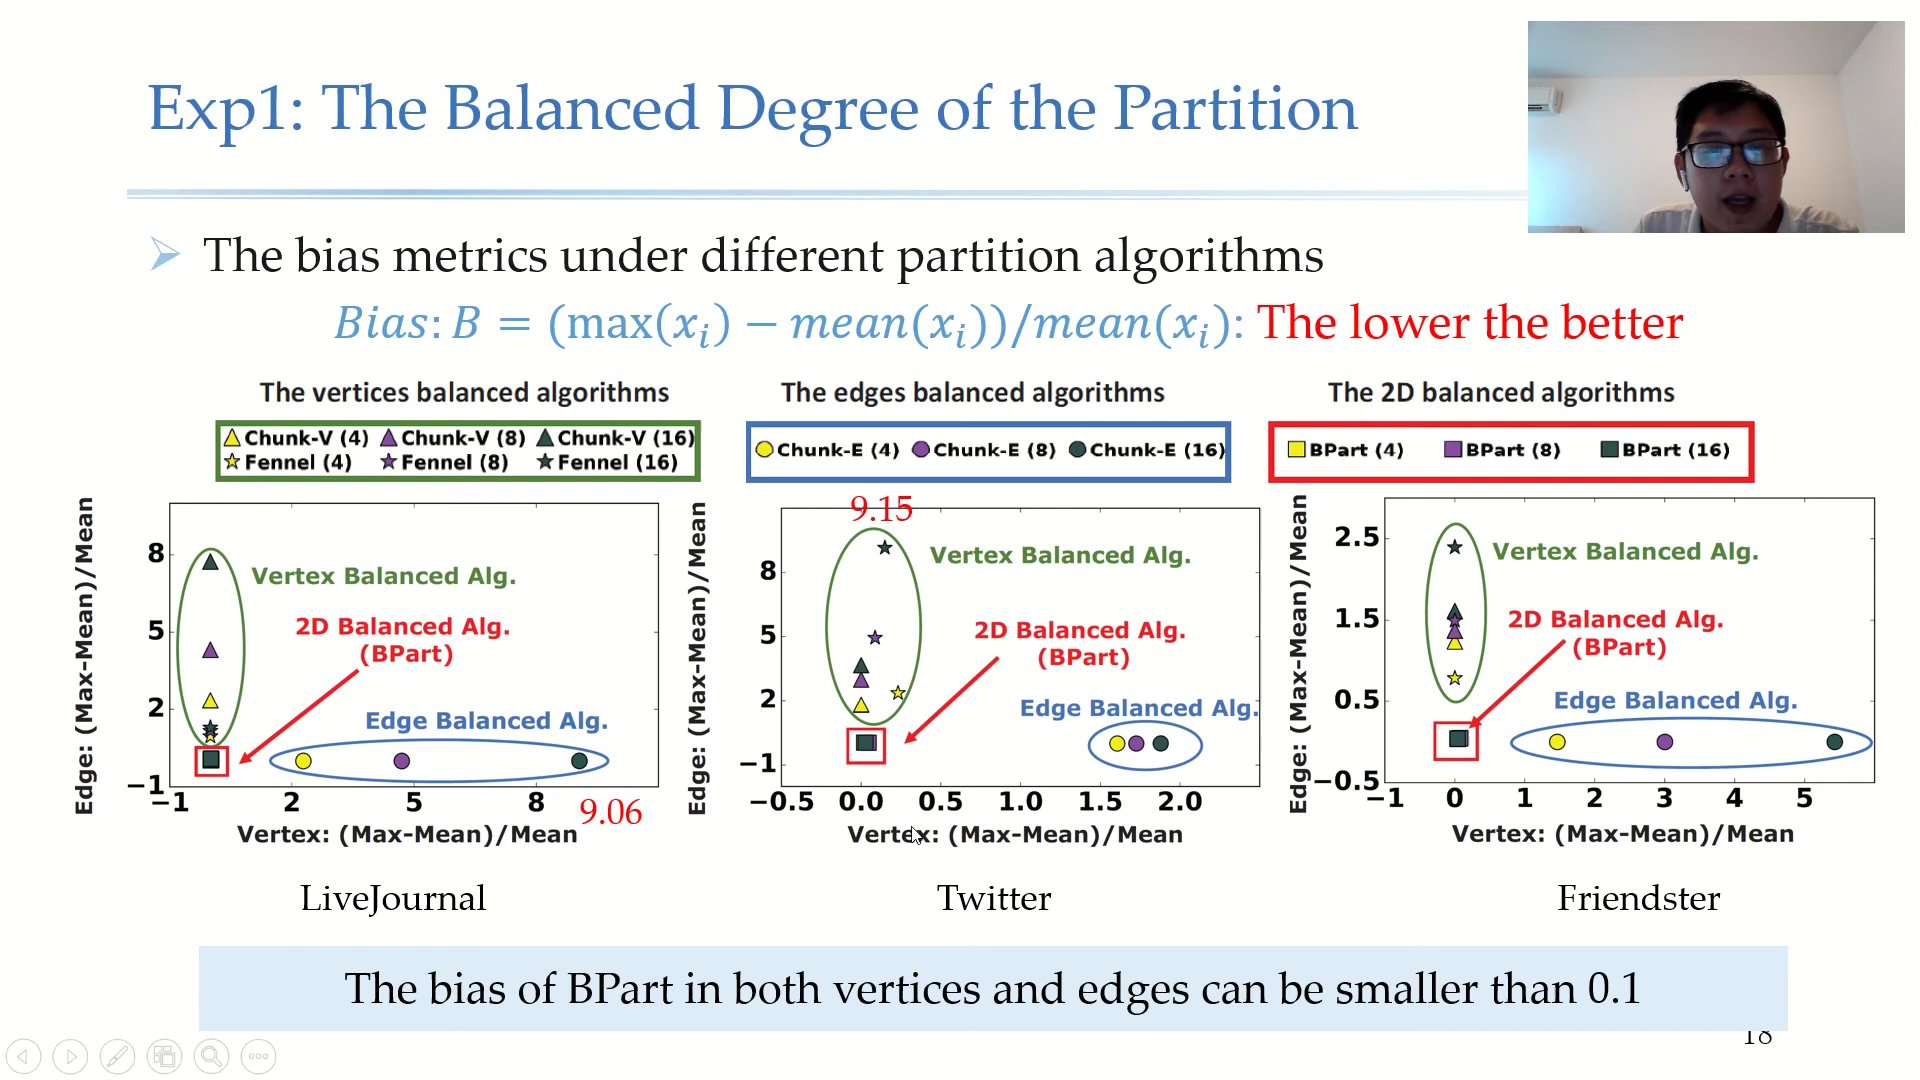 Exp1: The Balanced Degree of the Partition
The bias metrics under different partition algorithms
Bias: B = (max(xᵢ) − mean(xᵢ))/mean(xᵢ): The lower the better
The vertices balanced algorithms
Chunk-V (4) Chunk-V (8) Chunk-V (16)
Fennel (4) Fennel (8) Fennel (16)
The edges balanced algorithms
Chunk-E (4) Chunk-E (8) Chunk-E (16)
The 2D balanced algorithms
BPart (4) BPart (8) BPart (16)
Edge: (Max-Mean)/Mean
8
5
2
−1
Vertex Balanced Alg.
2D Balanced Alg.
(BPart)
Edge Balanced Alg.
−1 2 5 8
9.06
Vertex: (Max-Mean)/Mean
LiveJournal
9.15
Edge: (Max-Mean)/Mean
8
5
2
−1
Vertex Balanced Alg.
2D Balanced Alg.
(BPart)
Edge Balanced Alg.
−0.5 0.0 0.5 1.0 1.5 2.0
Vertex: (Max-Mean)/Mean
Twitter
Edge: (Max-Mean)/Mean
2.5
1.5
0.5
−0.5
Vertex Balanced Alg.
2D Balanced Alg.
(BPart)
Edge Balanced Alg.
−1 0 1 2 3 4 5
Vertex: (Max-Mean)/Mean
Friendster
The bias of BPart in both vertices and edges can be smaller than 0.1
18